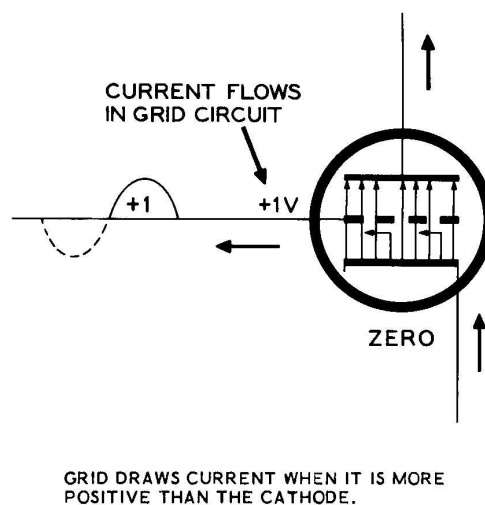 CURRENT FLOWS
IN GRID CIRCUIT
+1
+1V
ZERO
GRID DRAWS CURRENT WHEN IT IS MORE
POSITIVE THAN THE CATHODE.